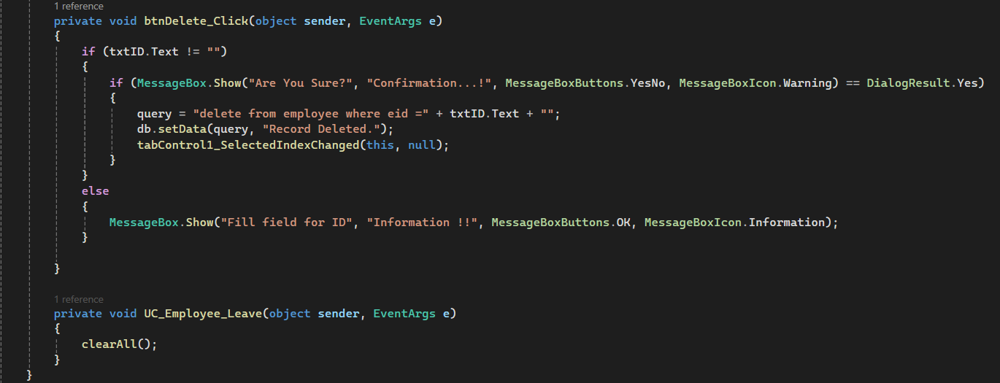 1 reference
private void btnDelete_Click(object sender, EventArgs e)
{
if (txtID.Text != "")
{
if (MessageBox.Show("Are You Sure?", "Confirmation...!", MessageBoxButtons.YesNo, MessageBoxIcon.Warning) == DialogResult.Yes)
{
query = "delete from employee where eid =" + txtID.Text + "";
db.setData(query, "Record Deleted.");
tabControl1_SelectedIndexChanged(this, null);
}
}
else
{
MessageBox.Show("Fill field for ID", "Information !!", MessageBoxButtons.OK, MessageBoxIcon.Information);
}
}
1 reference
private void UC_Employee_Leave(object sender, EventArgs e)
{
clearAll();
}
}